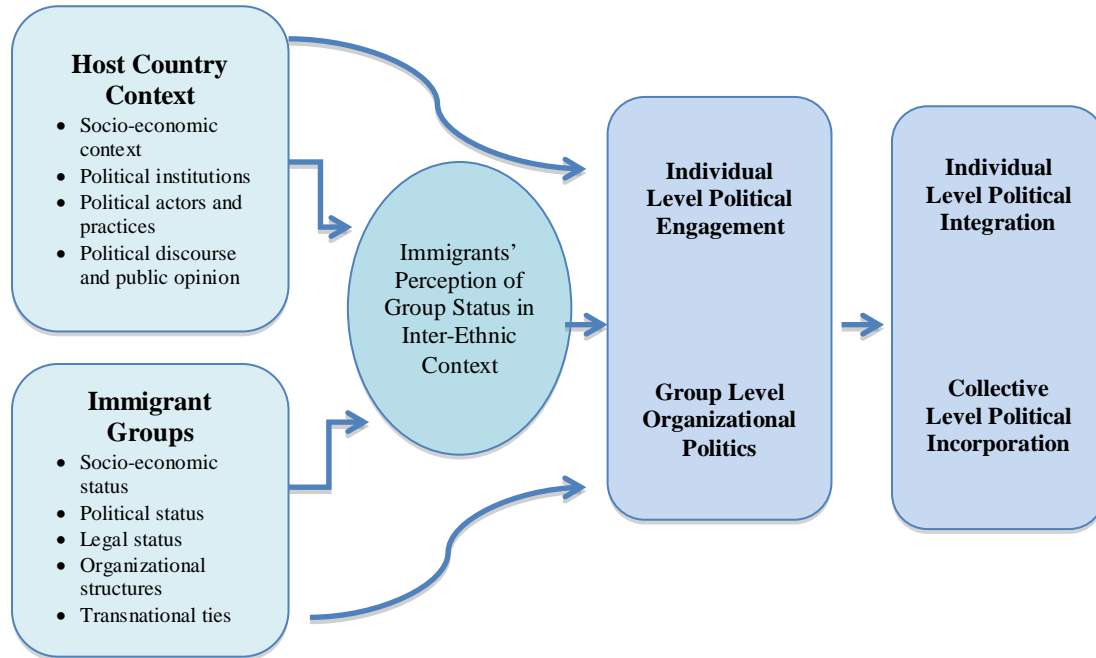 Host Country
Context
• Socio-economic
context
• Political institutions
• Political actors and
practices
• Political discourse
and public opinion
Immigrant
Groups
• Socio-economic
status
• Political status
• Legal status
• Organizational
structures
• Transnational ties
Immigrants’
Perception of
Group Status in
Inter-Ethnic
Context
Individual
Level Political
Engagement
Group Level
Organizational
Politics
Individual
Level Political
Integration
Collective
Level Political
Incorporation